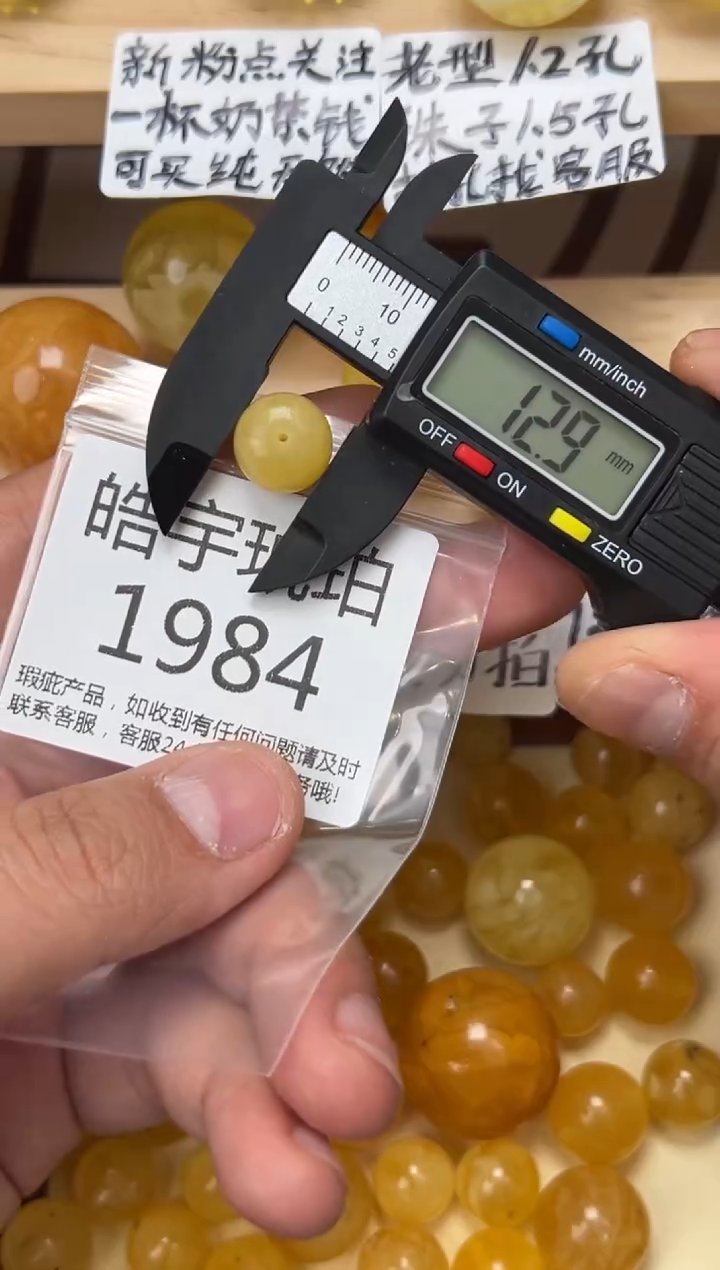 新粉点关注
一杯奶茶钱
可买纯
老型1.2孔
珠子1.5孔
找客服
0 10
1 2 3 4 5
mm/inch
12.9 mm
OFF ON
ZERO
皓宇琥珀
1984
瑕疵产品，如收到有任何问题请及时
联系客服，客服24
务哦!